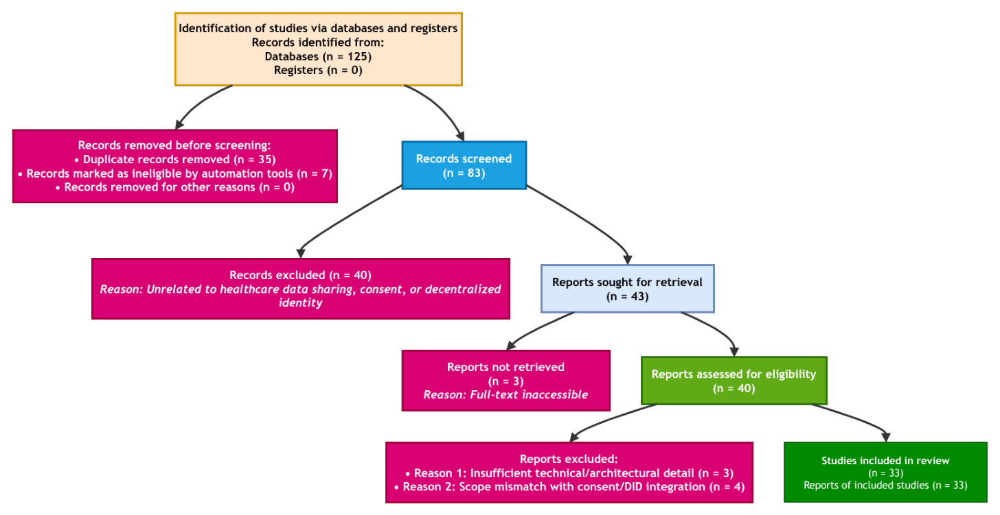 Identification of studies via databases and registers
Records identified from:
Databases (n = 125)
Registers (n = 0)
Records removed before screening:
• Duplicate records removed (n = 35)
• Records marked as ineligible by automation tools (n = 7)
• Records removed for other reasons (n = 0)
Records screened
(n = 83)
Records excluded (n = 40)
Reason: Unrelated to healthcare data sharing, consent, or decentralized
identity
Reports sought for retrieval
(n = 43)
Reports not retrieved
(n = 3)
Reason: Full-text inaccessible
Reports assessed for eligibility
(n = 40)
Reports excluded:
• Reason 1: Insufficient technical/architectural detail (n = 3)
• Reason 2: Scope mismatch with consent/DID integration (n = 4)
Studies included in review
(n = 33)
Reports of included studies (n = 33)